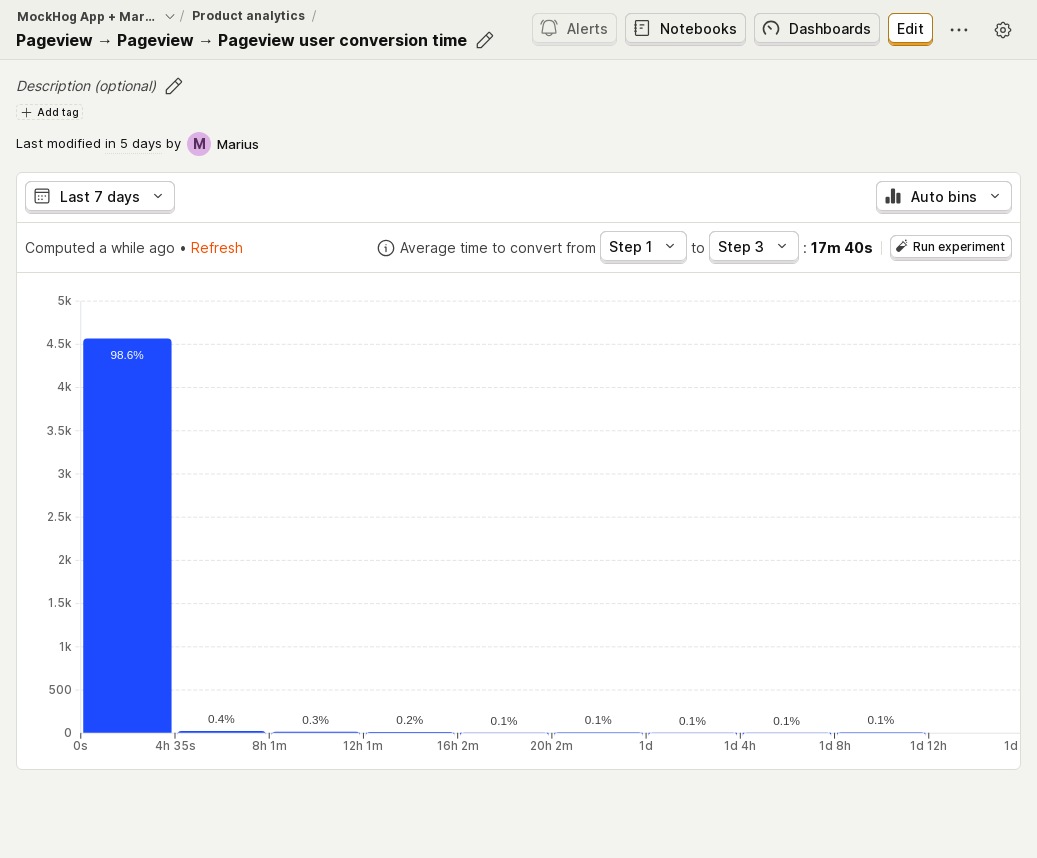 MockHog App + Mar... / Product analytics /
Pageview → Pageview → Pageview user conversion time
Alerts
Notebooks
Dashboards
Edit
Description (optional)
Add tag
Last modified in 5 days by M Marius
Last 7 days
Auto bins
Computed a while ago • Refresh
Average time to convert from Step 1 to Step 3 : 17m 40s
Run experiment
5k
4.5k
4k
3.5k
3k
2.5k
2k
1.5k
1k
500
0
98.6%
0.4%
0.3%
0.2%
0.1%
0.1%
0.1%
0.1%
0.1%
0s
4h 35s
8h 1m
12h 1m
16h 2m
20h 2m
1d
1d 4h
1d 8h
1d 12h
1d